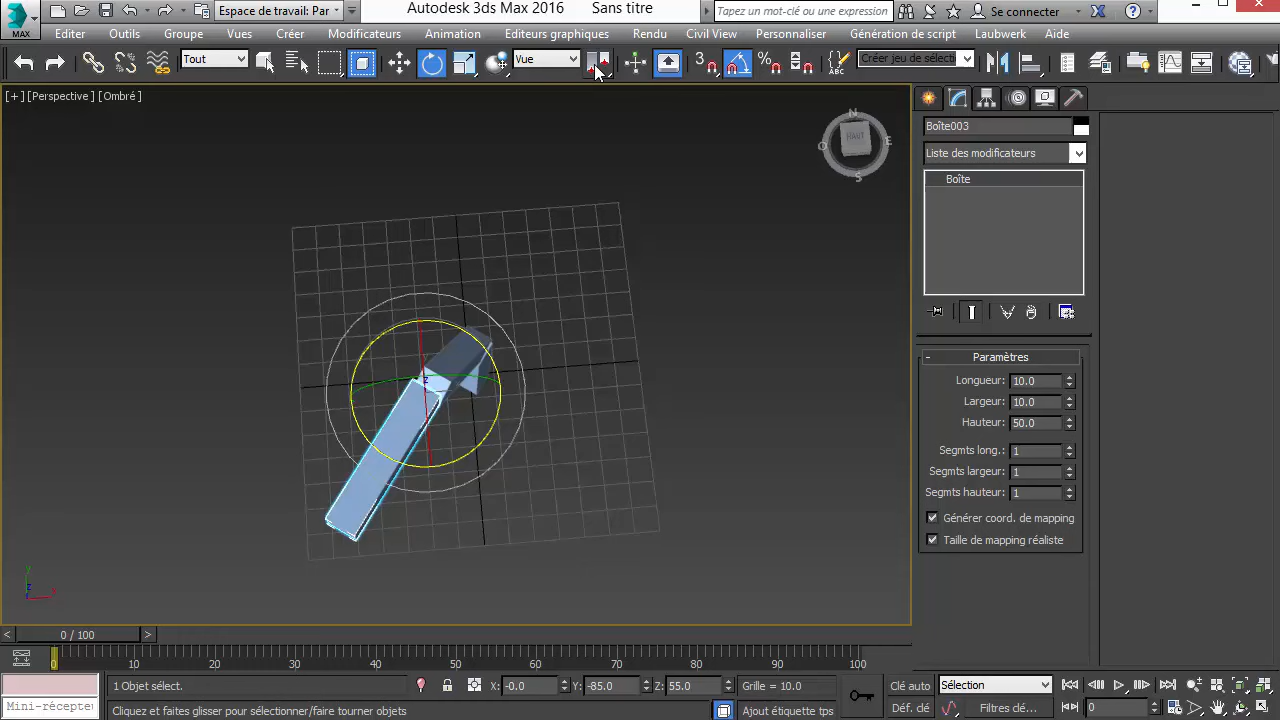 Espace de travail: Par
Autodesk 3ds Max 2016 Sans titre
Tapez un mot-clé ou une expression
Se connecter
MAX
Editer Outils Groupe Vues Créer Modificateurs Animation Editeurs graphiques Rendu Civil View Personnaliser Génération de script Laubwerk Aide
Tout
Vue
3
Créer jeu de sélecti
[+] [Perspective ] [Ombré ]
N
O E
S
HAUT
Boîte003
Liste des modificateurs
Boîte
- Paramètres
Longueur: 10.0
Largeur: 10.0
Hauteur: 50.0
Segmts long.: 1
Segmts largeur: 1
Segmts hauteur: 1
Générer coord. de mapping
Taille de mapping réaliste
z
y
z x
< 0 / 100 >
0 10 20 30 40 50 60 70 80 90 100
1 Objet sélect.
X: -0.0 Y: -85.0 Z: 55.0
Grille = 10.0
Clé auto
Sélection
Mini-récepteu
Cliquez et faites glisser pour sélectionner/faire tourner objets
Ajout étiquette tps
Déf. dé
Filtres clé...
0